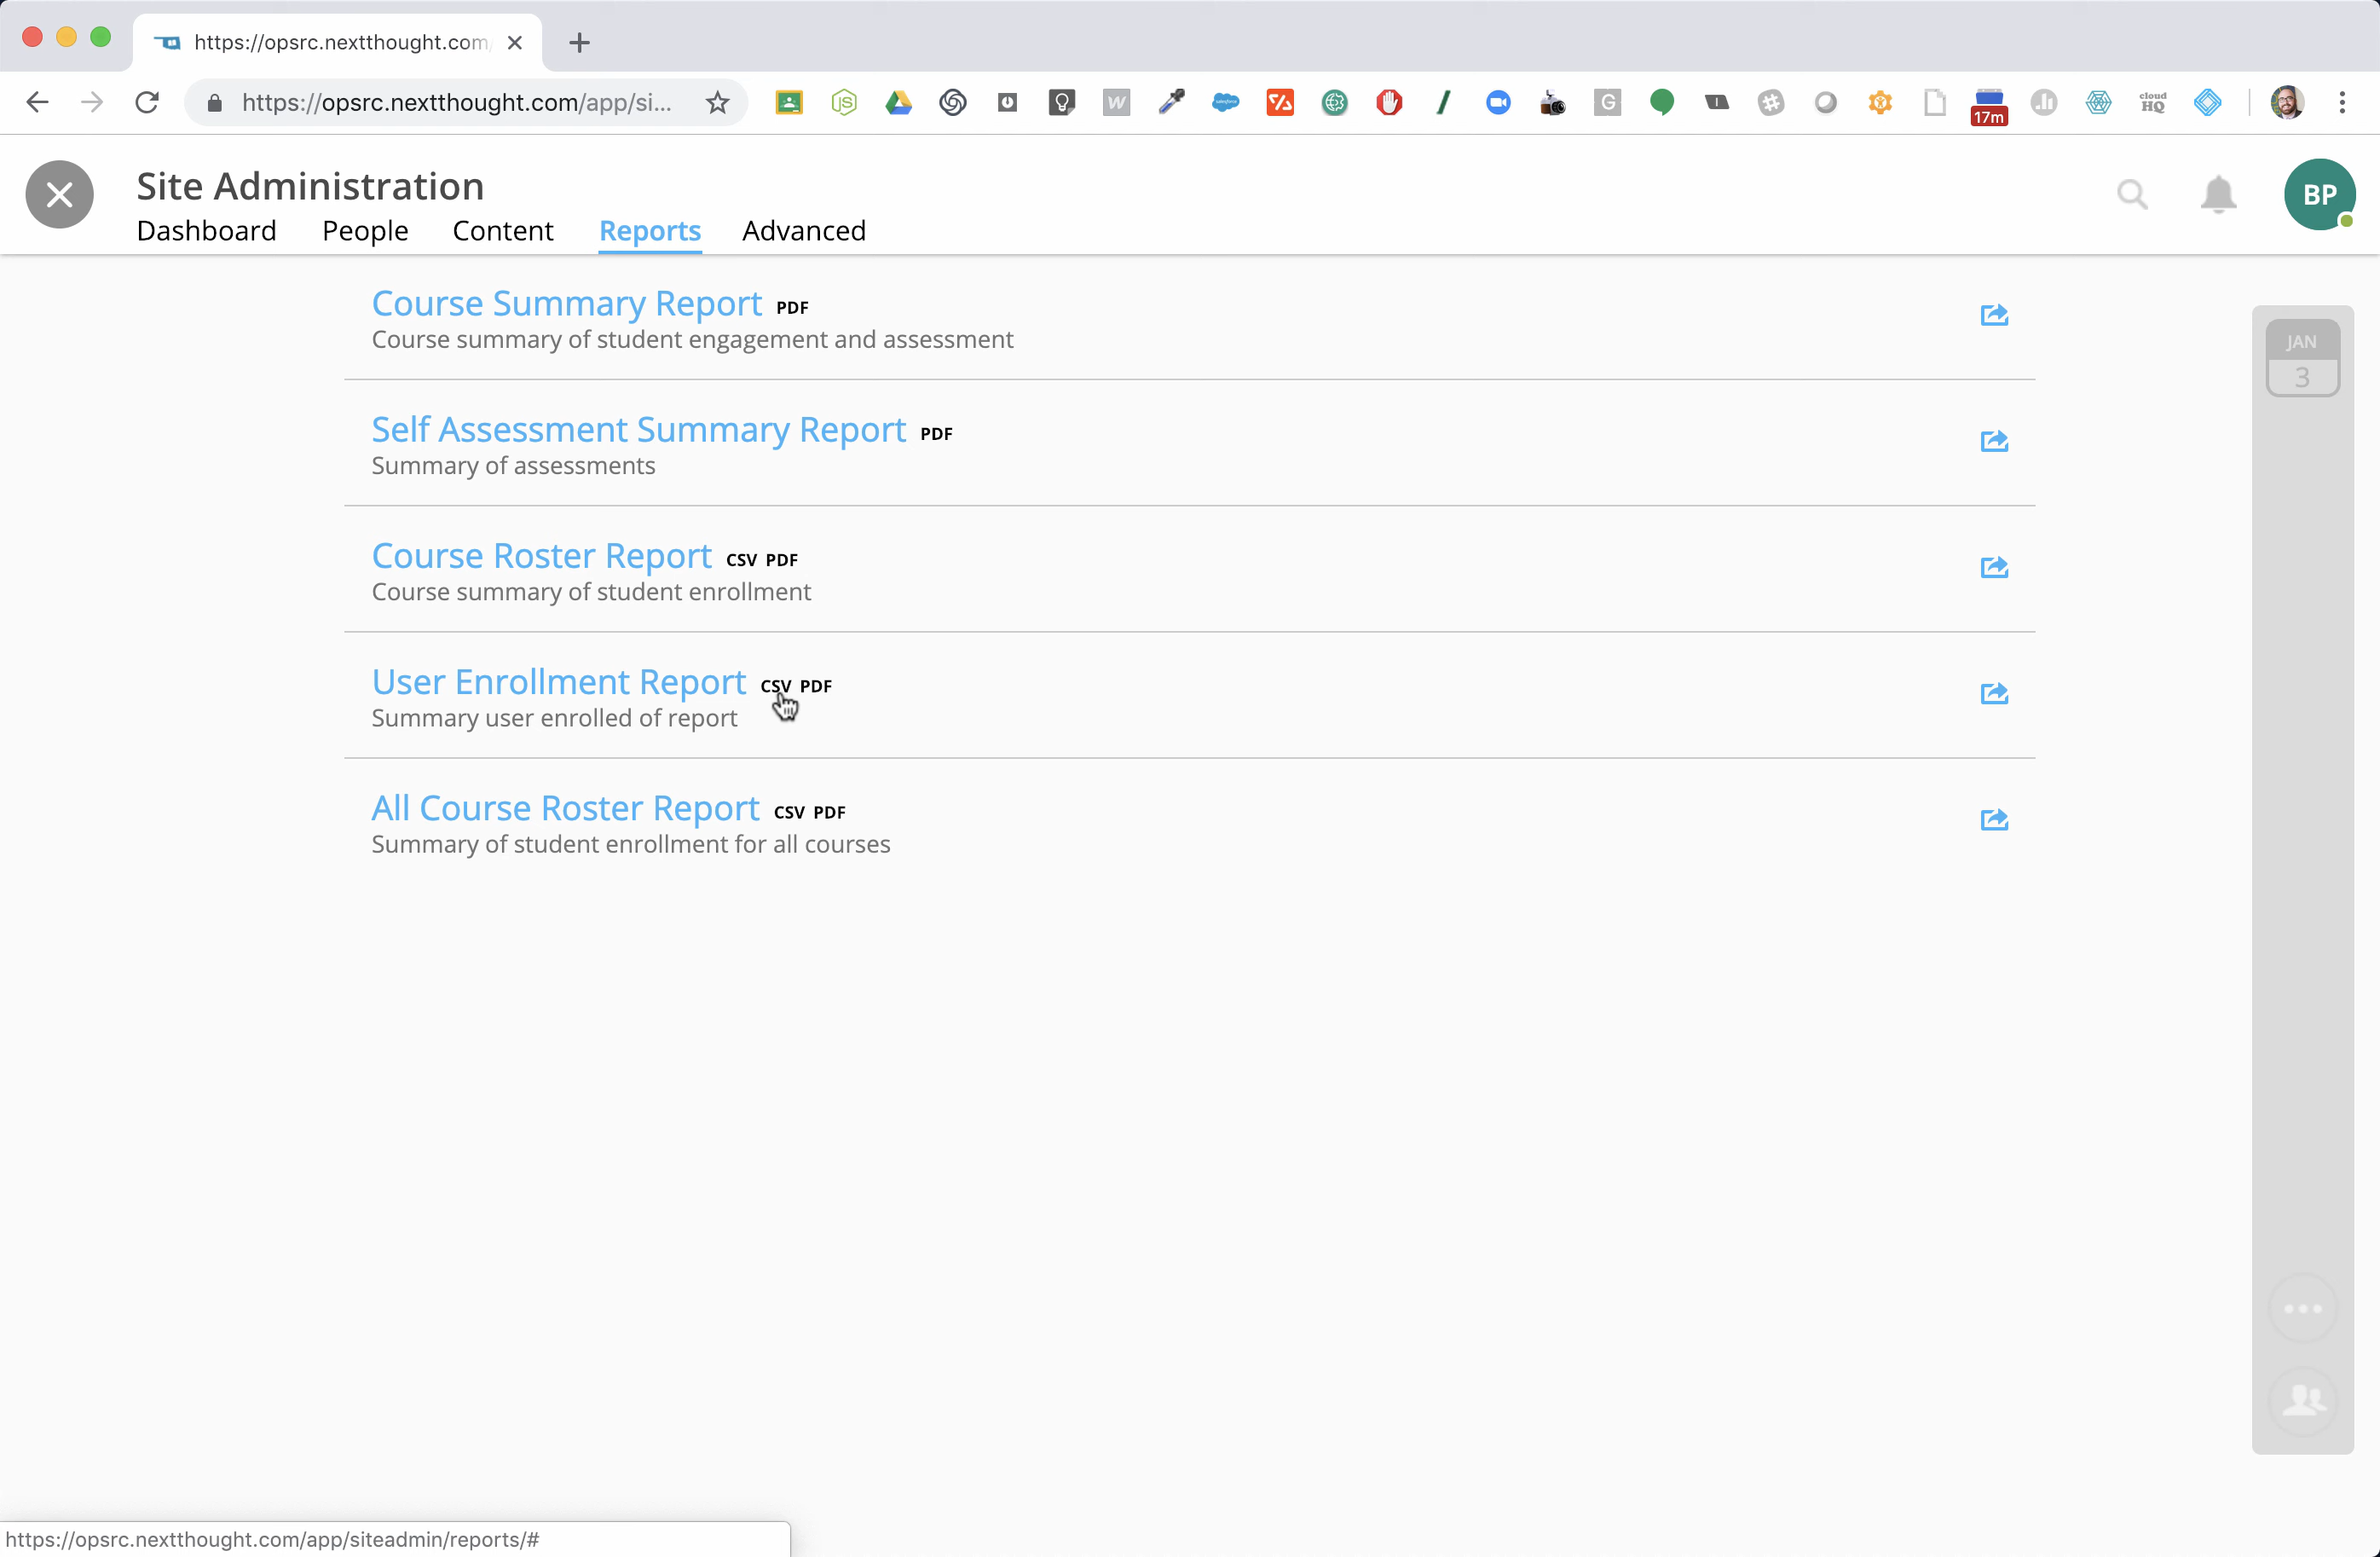 https://opsrc.nextthought.com/
https://opsrc.nextthought.com/app/si...
JS
W
G
17m
cloud
HQ
Site Administration
Dashboard People Content Reports Advanced
BP
Course Summary Report PDF
Course summary of student engagement and assessment
JAN
3
Self Assessment Summary Report PDF
Summary of assessments
Course Roster Report CSV PDF
Course summary of student enrollment
User Enrollment Report CSV PDF
Summary user enrolled of report
All Course Roster Report CSV PDF
Summary of student enrollment for all courses
https://opsrc.nextthought.com/app/siteadmin/reports/#